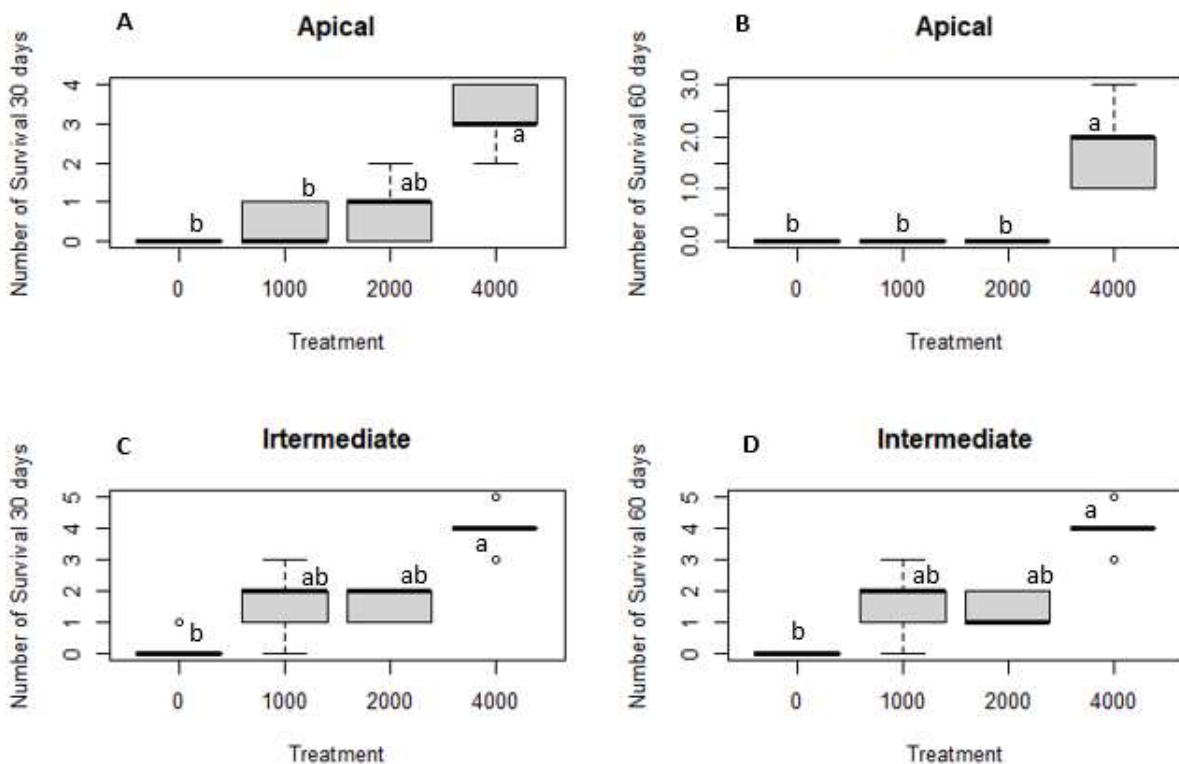 A
Apical
Number of Survival 30 days
4
3
2
1
0
b
b
ab
a
0 1000 2000 4000
Treatment
B
Apical
Number of Survival 60 days
3.0
2.0
1.0
0.0
b
b
b
a
0 1000 2000 4000
Treatment
C
Irtermediate
Number of Survival 30 days
5
4
3
2
1
0
b
ab
ab
a
0 1000 2000 4000
Treatment
D
Intermediate
Number of Survival 60 days
5
4
3
2
1
0
b
ab
ab
a
0 1000 2000 4000
Treatment